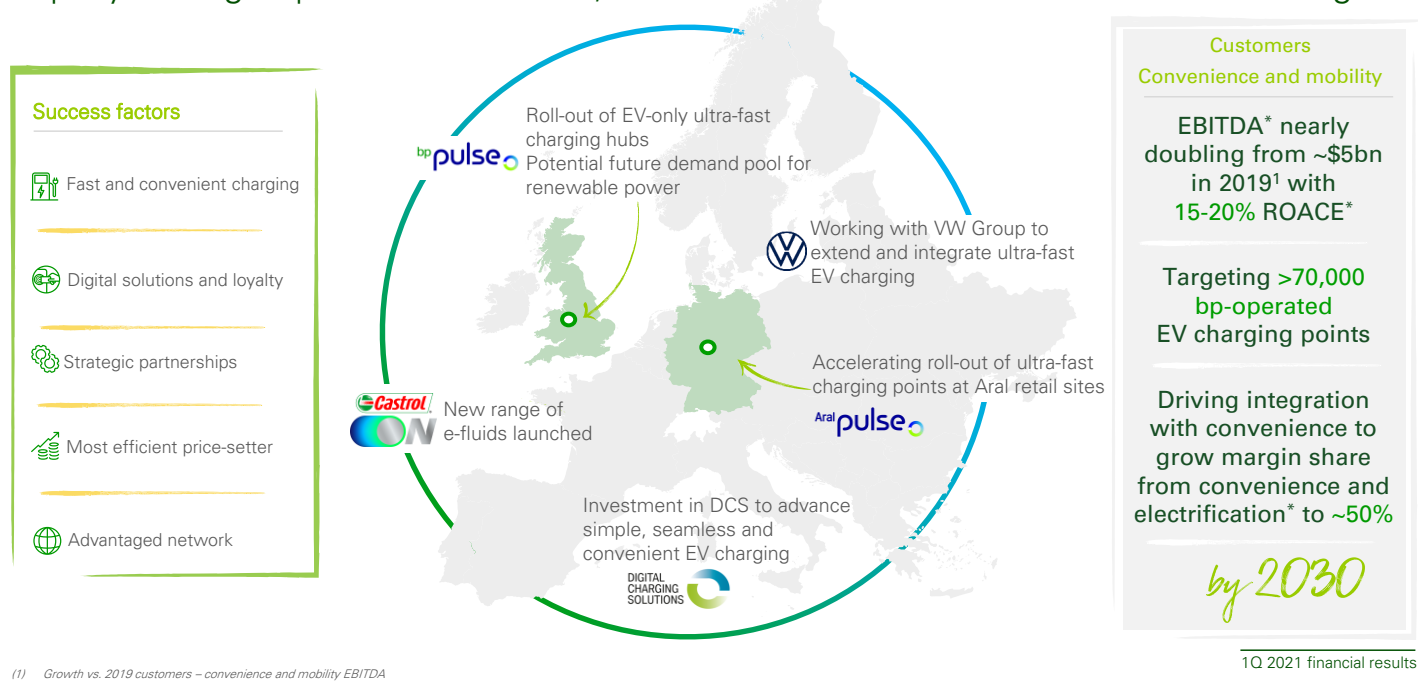 Success factors
Fast and convenient charging
Digital solutions and loyalty
Strategic partnerships
Most efficient price-setter
Advantaged network
Roll-out of EV-only ultra-fast
charging hubs
Potential future demand pool for
renewable power
bp pulse
Working with VW Group to
extend and integrate ultra-fast
EV charging
Accelerating roll-out of ultra-fast
charging points at Aral retail sites
Aral pulse
Castrol
ON
New range of
e-fluids launched
Investment in DCS to advance
simple, seamless and
convenient EV charging
DIGITAL
CHARGING
SOLUTIONS
Customers
Convenience and mobility
EBITDA* nearly
doubling from ~$5bn
in 2019¹ with
15-20% ROACE*
Targeting >70,000
bp-operated
EV charging points
Driving integration
with convenience to
grow margin share
from convenience and
electrification* to ~50%
by 2030
(1) Growth vs. 2019 customers – convenience and mobility EBITDA
1Q 2021 financial results